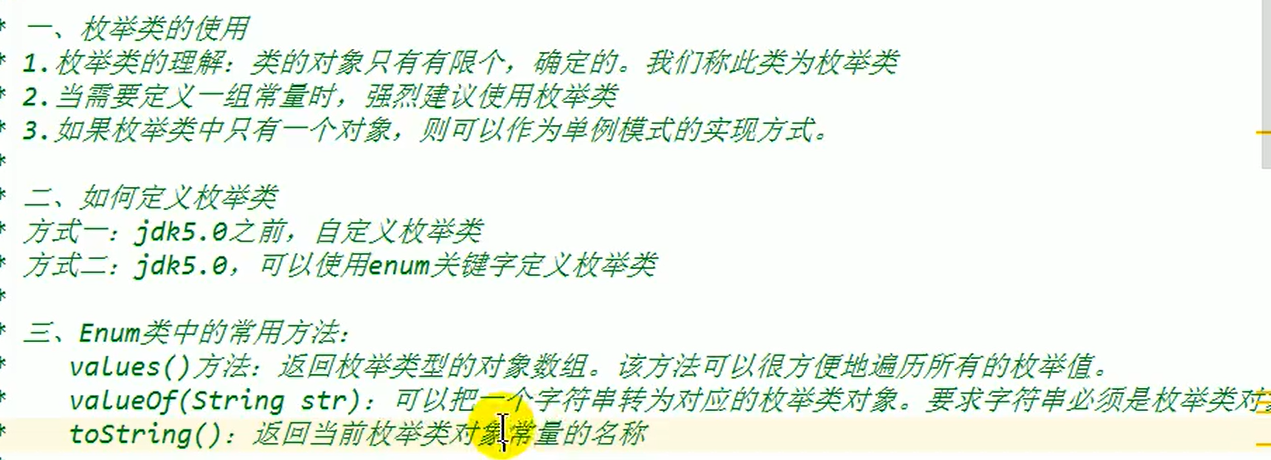 * 一、枚举类的使用
* 1.枚举类的理解：类的对象只有有限个，确定的。我们称此类为枚举类
* 2.当需要定义一组常量时，强烈建议使用枚举类
* 3.如果枚举类中只有一个对象，则可以作为单例模式的实现方式。
*
* 二、如何定义枚举类
* 方式一：jdk5.0之前，自定义枚举类
* 方式二：jdk5.0，可以使用enum关键字定义枚举类
*
* 三、Enum类中的常用方法：
* values()方法：返回枚举类型的对象数组。该方法可以很方便地遍历所有的枚举值。
* valueOf(String str)：可以把一个字符串转为对应的枚举类对象。要求字符串必须是枚举类对
* toString()：返回当前枚举类对象常量的名称